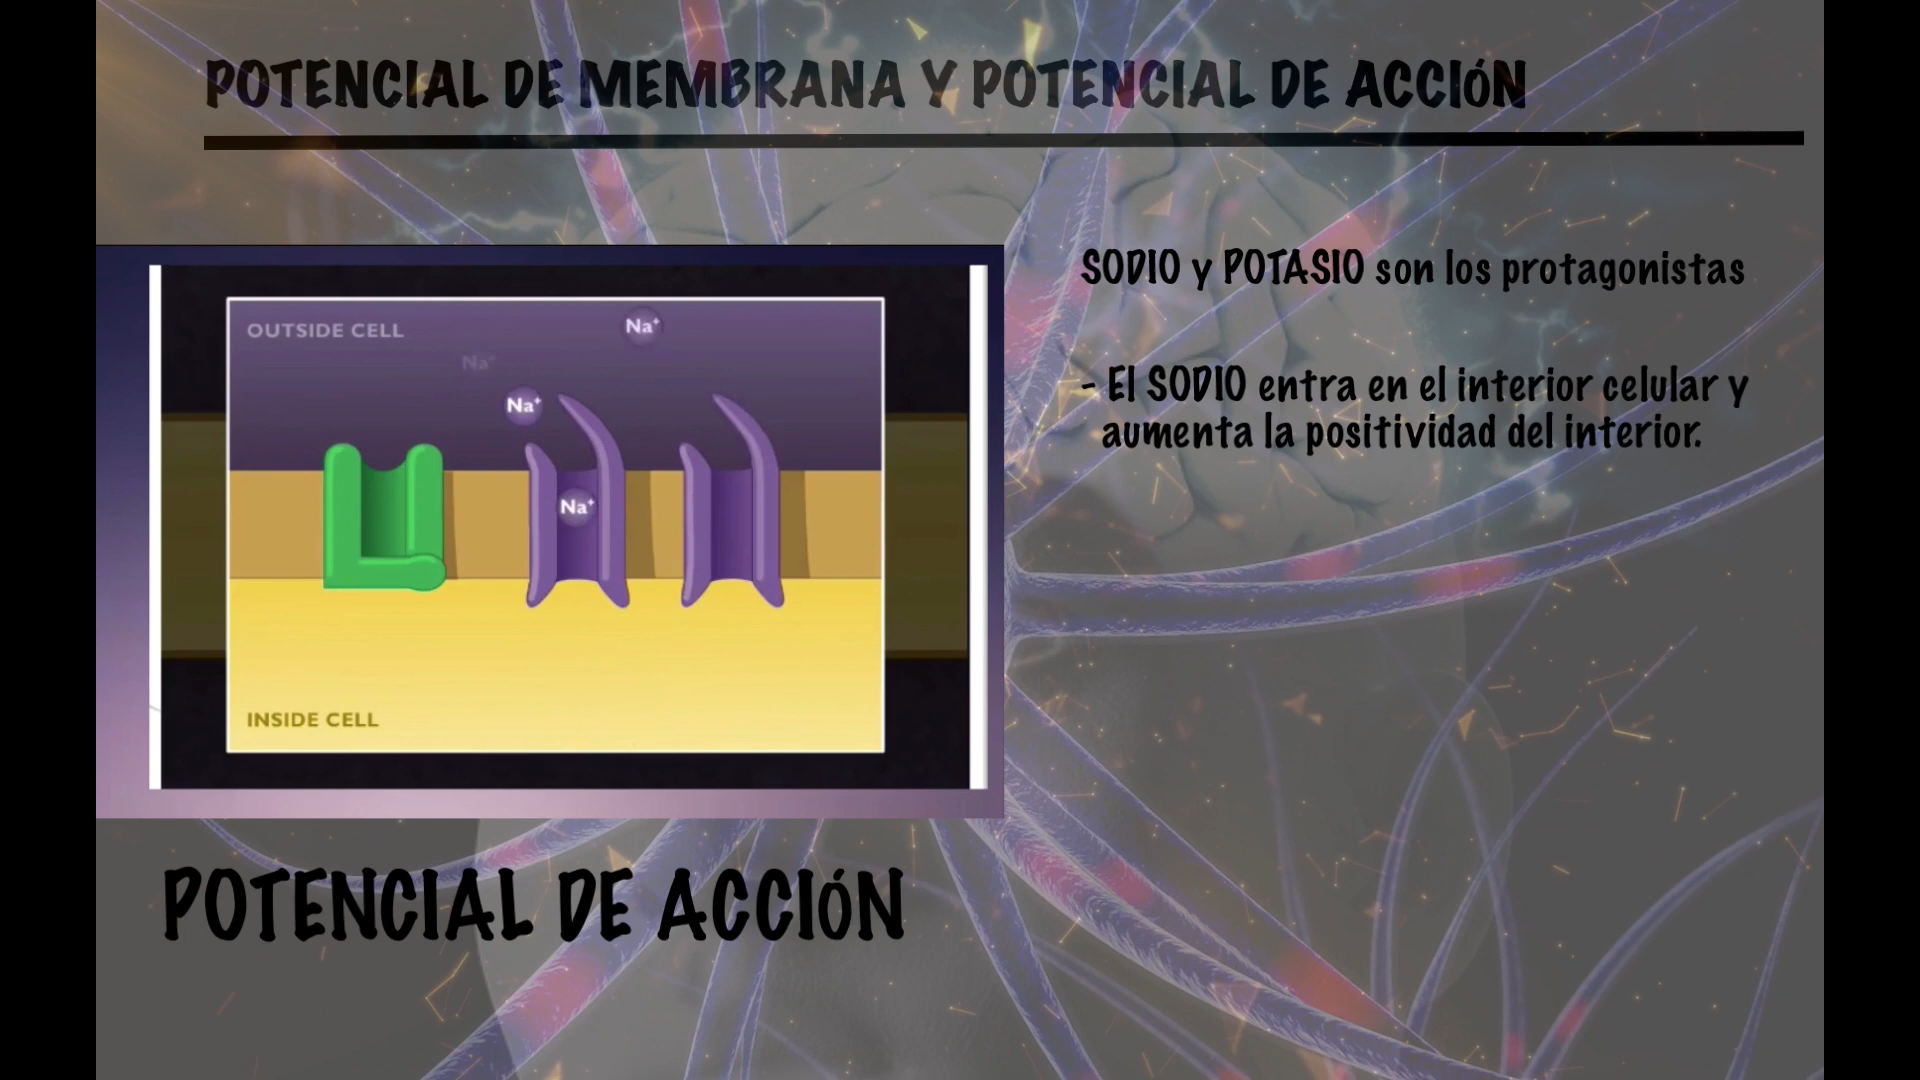 POTENCIAL DE MEMBRANA Y POTENCIAL DE ACCIÓN
OUTSIDE CELL
Na+
Na+
Na+
Na+
INSIDE CELL
SODIO y POTASIO son los protagonistas
- El SODIO entra en el interior celular y
aumenta la positividad del interior.
POTENCIAL DE ACCIÓN